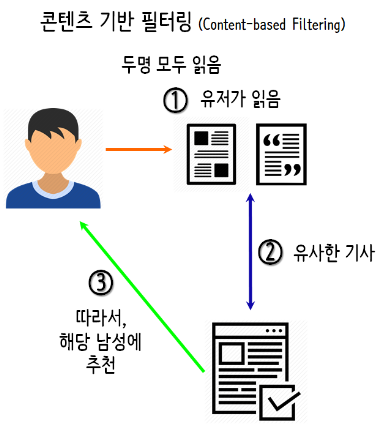 콘텐츠 기반 필터링 (Content-based Filtering)
두명 모두 읽음
① 유저가 읽음
② 유사한 기사
③
따라서,
해당 남성에
추천